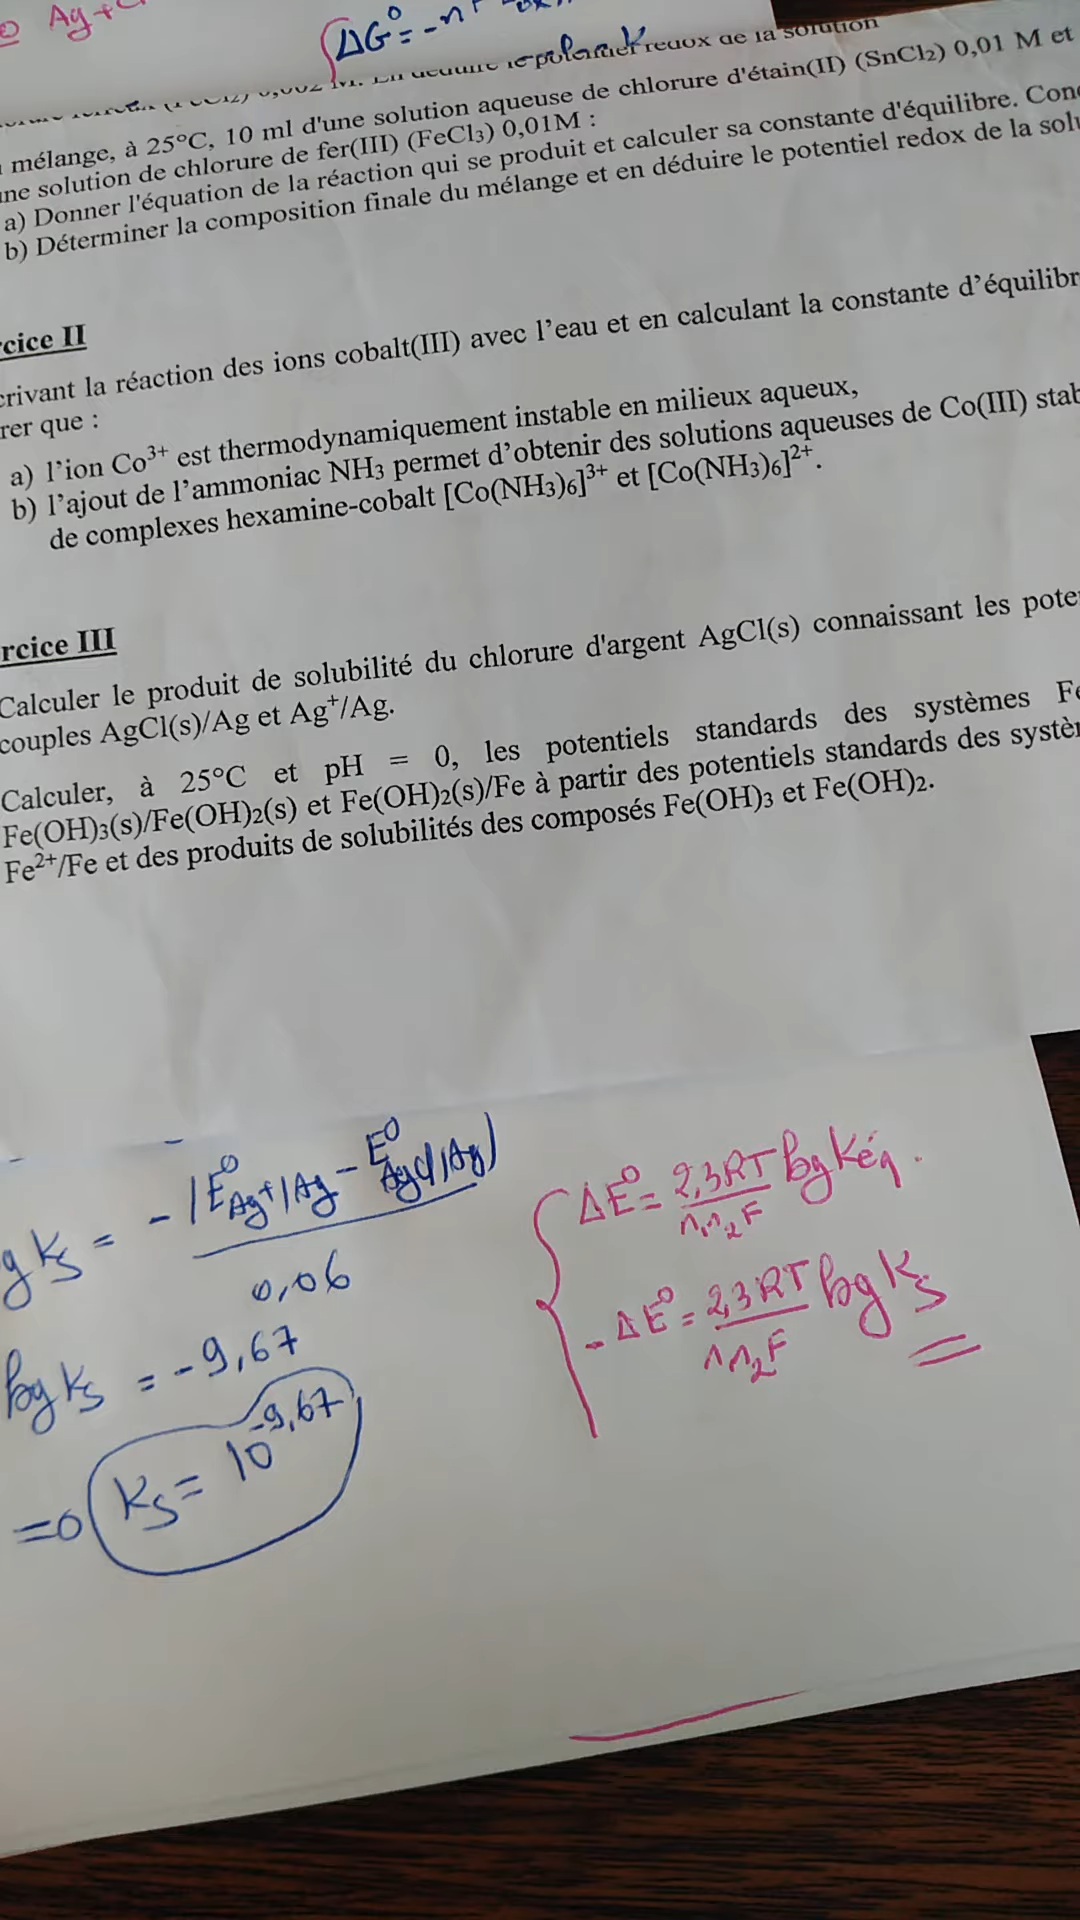 Ag+
ΔG° = -n
redox de la solution
mélange, à 25°C, 10 ml d'une solution aqueuse de chlorure d'étain(II) (SnCl2) 0,01 M et
solution de chlorure de fer(III) (FeCl3) 0,01M :
a) Donner l'équation de la réaction qui se produit et calculer sa constante d'équilibre.
b) Déterminer la composition finale du mélange et en déduire le potentiel redox de la
cice II
crivant la réaction des ions cobalt(III) avec l'eau et en calculant la constante d'équilibr
rer que :
a) l'ion Co3+ est thermodynamiquement instable en milieux aqueux,
b) l'ajout de l'ammoniac NH3 permet d'obtenir des solutions aqueuses de Co(III) stab
de complexes hexamine-cobalt [Co(NH3)6]3+ et [Co(NH3)6]2+.
rcice III
Calculer le produit de solubilité du chlorure d'argent AgCl(s) connaissant les pote
couples AgCl(s)/Ag et Ag+/Ag.
Calculer, à 25°C et pH = 0, les potentiels standards des systèmes Fe
Fe(OH)3(s)/Fe(OH)2(s) et Fe(OH)2(s)/Fe à partir des potentiels standards des systè
Fe2+/Fe et des produits de solubilités des composés Fe(OH)3 et Fe(OH)2.
g Ks = -(E°Ag+/Ag - E°AgCl/Ag)
0,06
log Ks = -9,67
=> Ks = 10^-9,67
ΔE° = 2,3RT log Kéq.
n1n2F
-ΔE° = 2,3RT log Ks
n1n2F